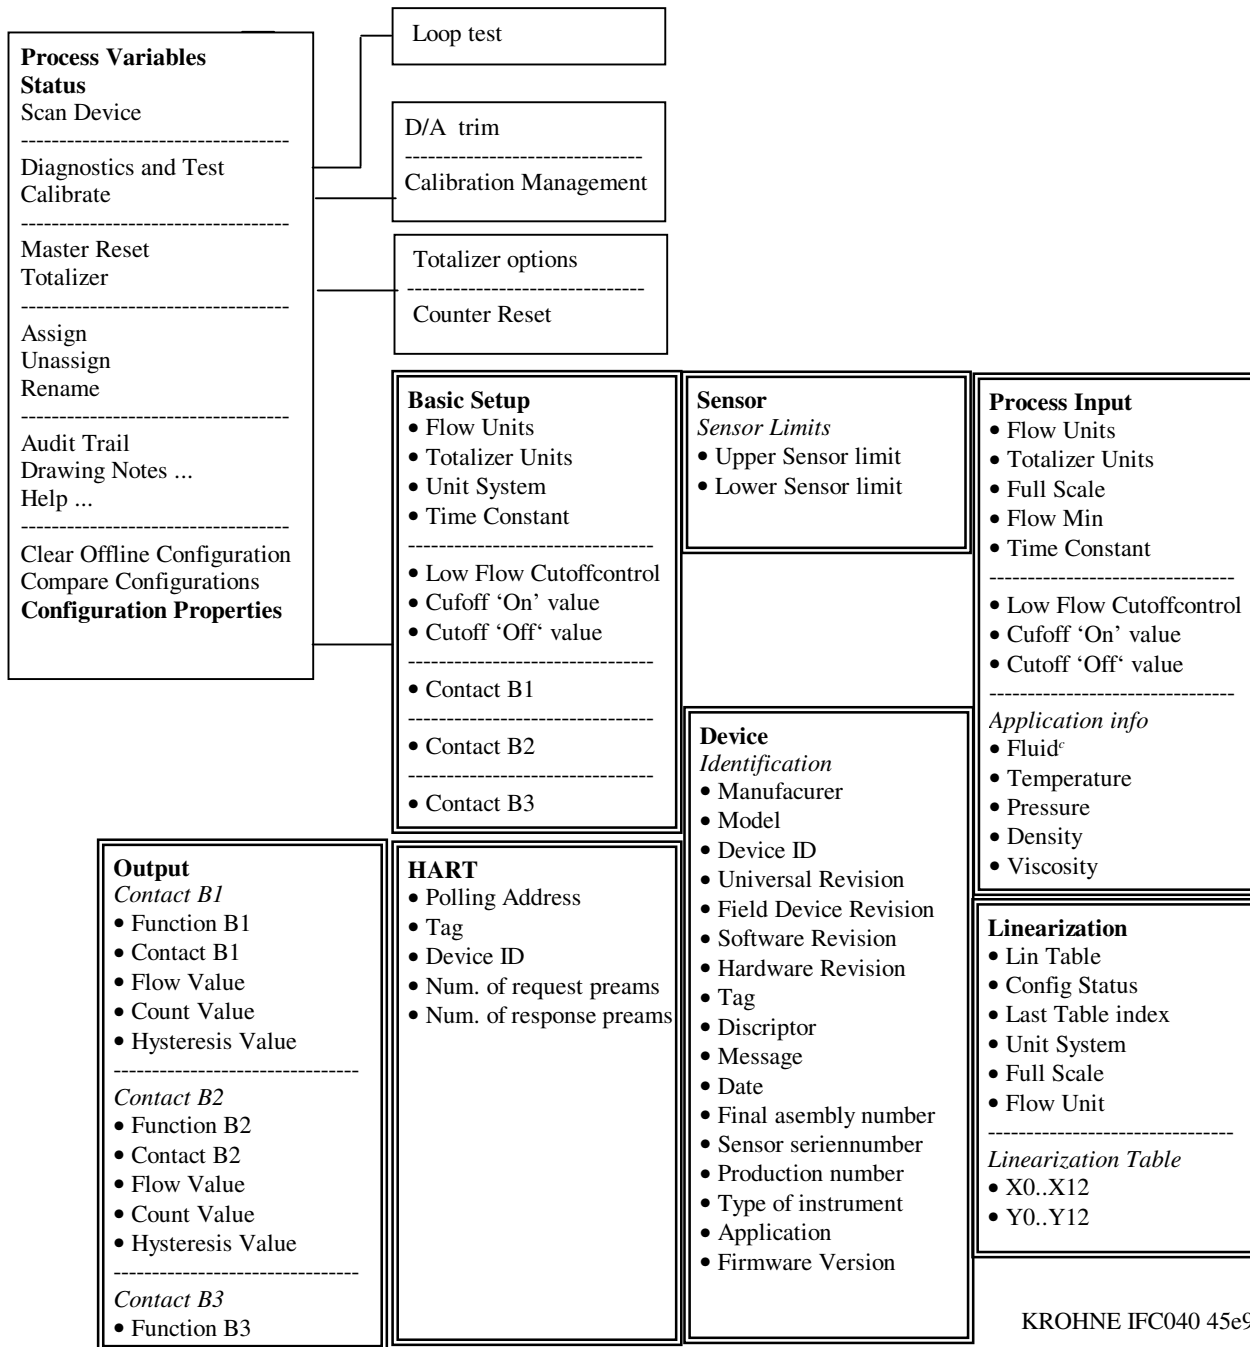 Process Variables
Status
Scan Device
-----------------------------------
Diagnostics and Test
Calibrate
-----------------------------------
Master Reset
Totalizer
-----------------------------------
Assign
Unassign
Rename
-----------------------------------
Audit Trail
Drawing Notes ...
Help ...
-----------------------------------
Clear Offline Configuration
Compare Configurations
Configuration Properties
Loop test
D/A trim
-------------------------------
Calibration Management
Totalizer options
-------------------------------
Counter Reset
Basic Setup
• Flow Units
• Totalizer Units
• Unit System
• Time Constant
--------------------------------
• Low Flow Cutoffcontrol
• Cufoff ‘On’ value
• Cutoff ‘Off‘ value
--------------------------------
• Contact B1
--------------------------------
• Contact B2
--------------------------------
• Contact B3
Sensor
Sensor Limits
• Upper Sensor limit
• Lower Sensor limit
Process Input
• Flow Units
• Totalizer Units
• Full Scale
• Flow Min
• Time Constant
--------------------------------
• Low Flow Cutoffcontrol
• Cufoff ‘On’ value
• Cutoff ‘Off‘ value
--------------------------------
Application info
• Fluidᶜ
• Temperature
• Pressure
• Density
• Viscosity
Output
Contact B1
• Function B1
• Contact B1
• Flow Value
• Count Value
• Hysteresis Value
--------------------------------
Contact B2
• Function B2
• Contact B2
• Flow Value
• Count Value
• Hysteresis Value
--------------------------------
Contact B3
• Function B3
HART
• Polling Address
• Tag
• Device ID
• Num. of request preams
• Num. of response preams
Device
Identification
• Manufacurer
• Model
• Device ID
• Universal Revision
• Field Device Revision
• Software Revision
• Hardware Revision
• Tag
• Discriptor
• Message
• Date
• Final asembly number
• Sensor seriennumber
• Production number
• Type of instrument
• Application
• Firmware Version
Linearization
• Lin Table
• Config Status
• Last Table index
• Unit System
• Full Scale
• Flow Unit
--------------------------------
Linearization Table
• X0..X12
• Y0..Y12
KROHNE IFC040 45e9